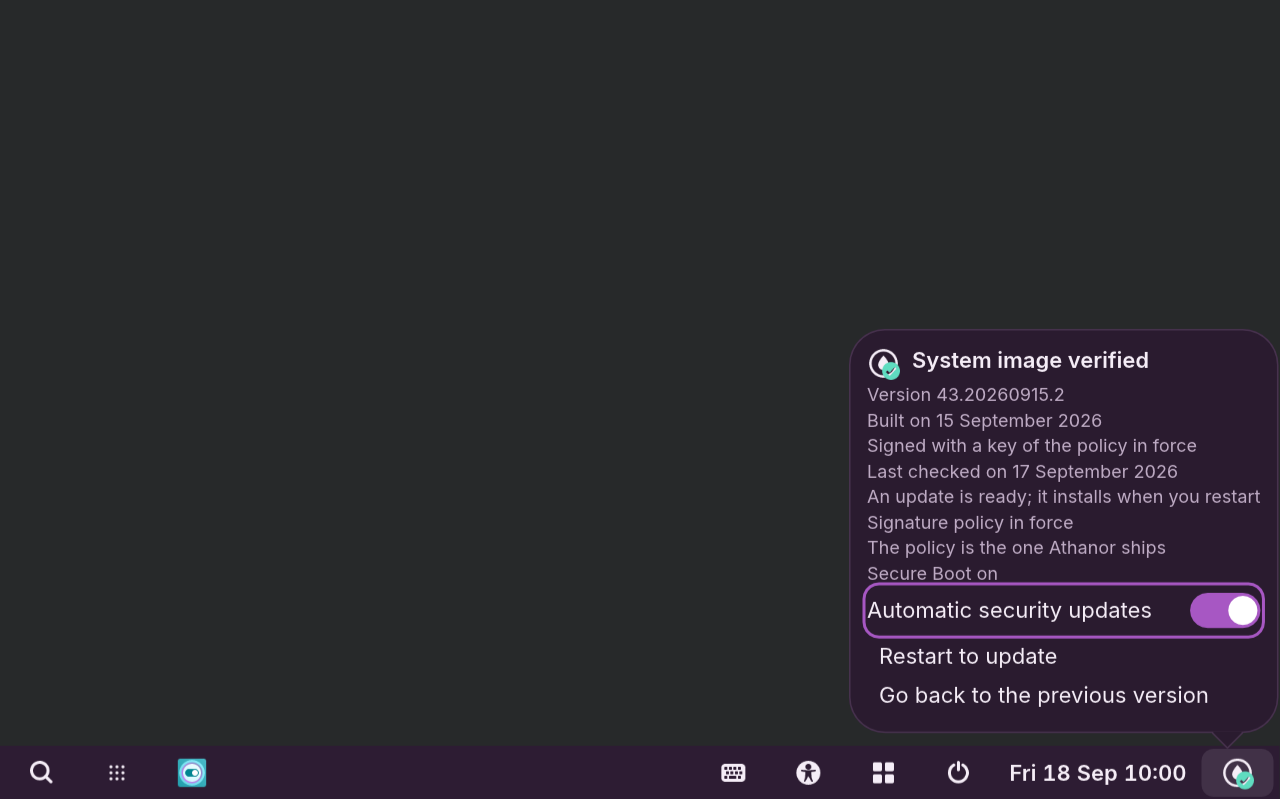 System image verified
Version 43.20260915.2
Built on 15 September 2026
Signed with a key of the policy in force
Last checked on 17 September 2026
An update is ready; it installs when you restart
Signature policy in force
The policy is the one Athanor ships
Secure Boot on
Automatic security updates
Restart to update
Go back to the previous version
Fri 18 Sep 10:00